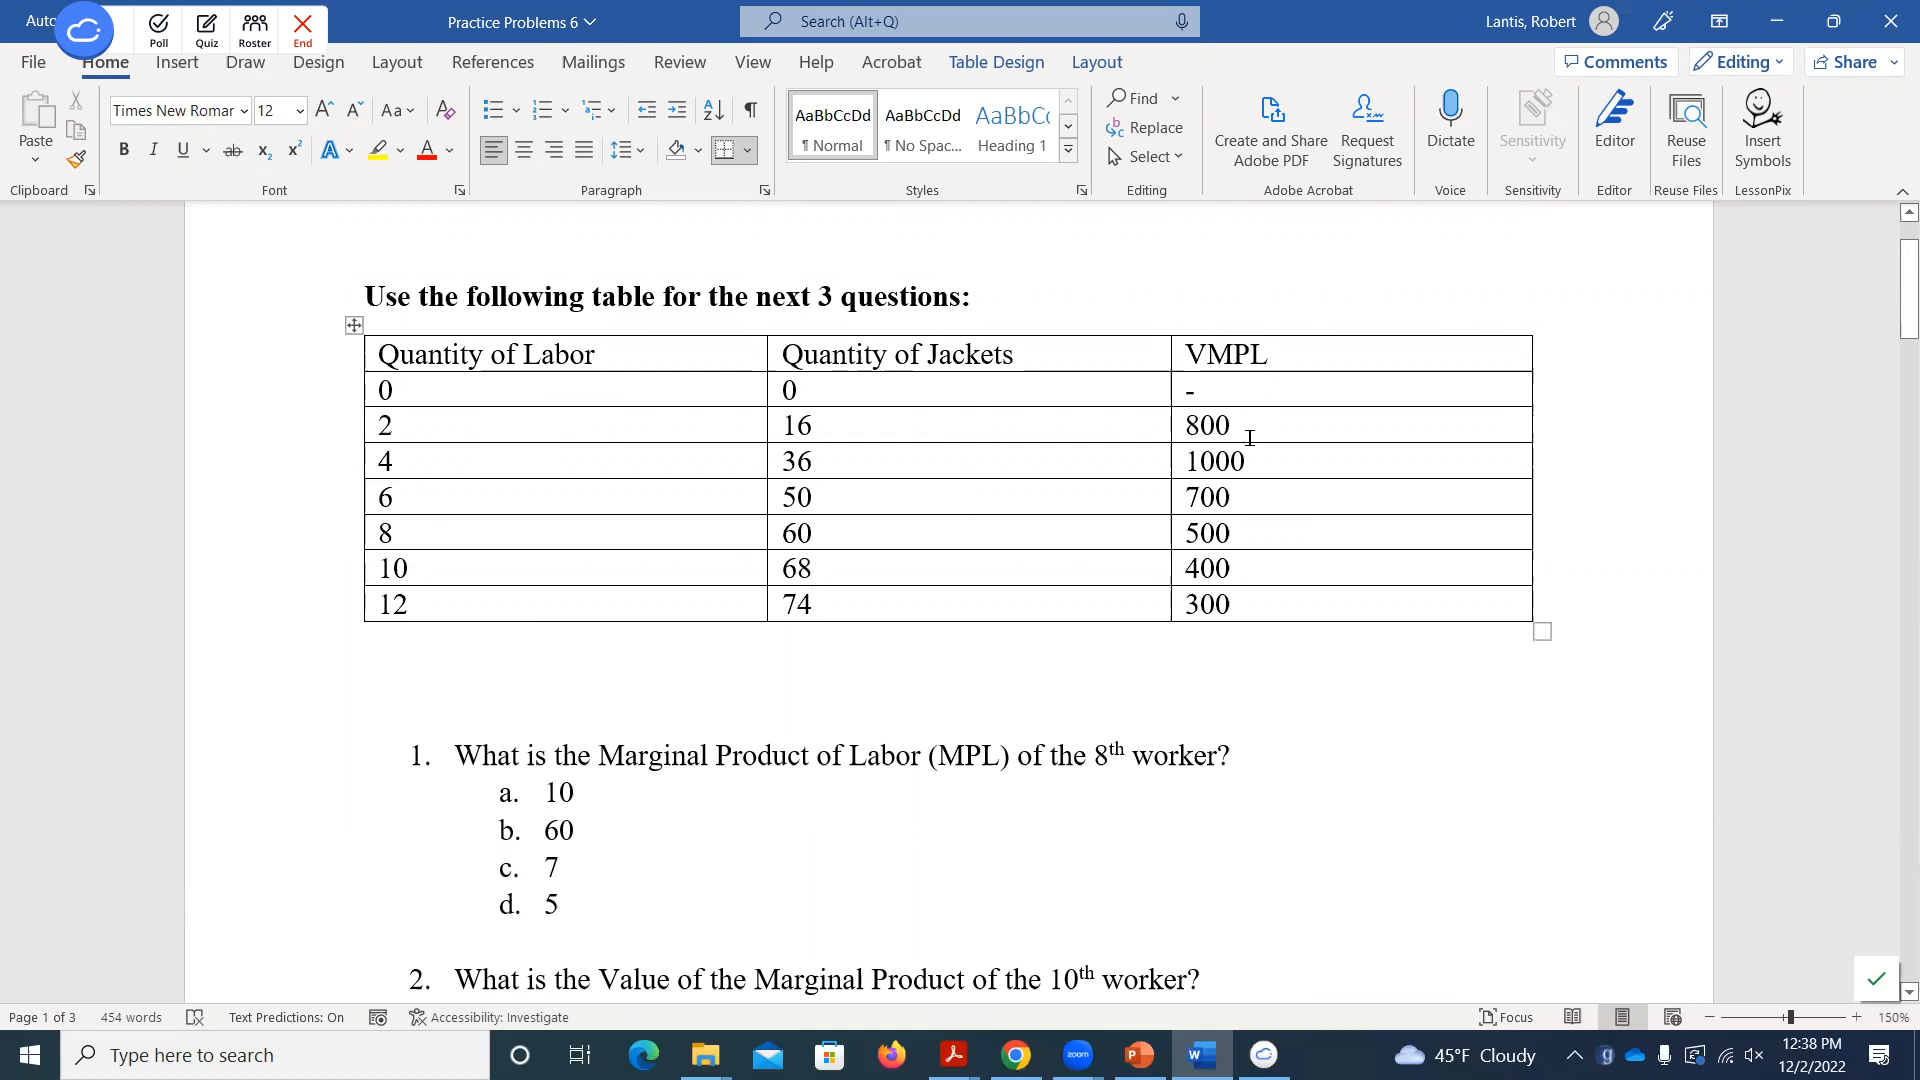 Auto
Poll
Quiz
Roster
End
Practice Problems 6
Search (Alt+Q)
Lantis, Robert
File Home Insert Draw Design Layout References Mailings Review View Help Acrobat Table Design Layout
Comments
Editing
Share
Paste
Clipboard
Times New Roman 12
Aa
B I U ab x2 x2 A A
Font
Paragraph
AaBbCcDd AaBbCcDd AaBbCc
¶ Normal ¶ No Spac... Heading 1
Styles
Find
Replace
Select
Editing
Create and Share Adobe PDF
Request Signatures
Adobe Acrobat
Dictate
Voice
Sensitivity
Sensitivity
Editor
Editor
Reuse Files
Reuse Files
Insert Symbols
LessonPix
Use the following table for the next 3 questions:
Quantity of Labor Quantity of Jackets VMPL
0 0 -
2 16 800
4 36 1000
6 50 700
8 60 500
10 68 400
12 74 300
1. What is the Marginal Product of Labor (MPL) of the 8th worker?
a. 10
b. 60
c. 7
d. 5
2. What is the Value of the Marginal Product of the 10th worker?
Page 1 of 3 454 words Text Predictions: On Accessibility: Investigate Focus 150%
Type here to search
zoom
45°F Cloudy
12:38 PM
12/2/2022